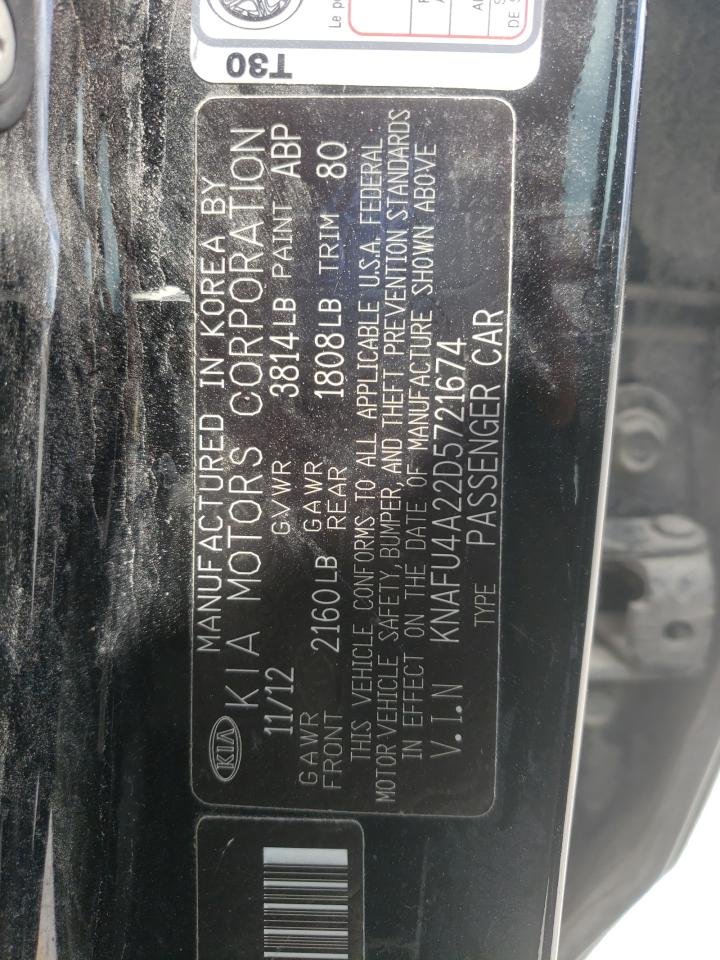 T30
Le p
MANUFACTURED IN KOREA BY
KIA KIA MOTORS CORPORATION
11/12 GVWR 3814LB PAINT ABP
GAWR FRONT 2160LB GAWR REAR 1808LB TRIM 80
THIS VEHICLE CONFORMS TO ALL APPLICABLE U.S.A. FEDERAL
MOTOR VEHICLE SAFETY, BUMPER, AND THEFT PREVENTION STANDARDS
IN EFFECT ON THE DATE OF MANUFACTURE SHOWN ABOVE
V.I.N KNAFU4A22D5721674
TYPE PASSENGER CAR